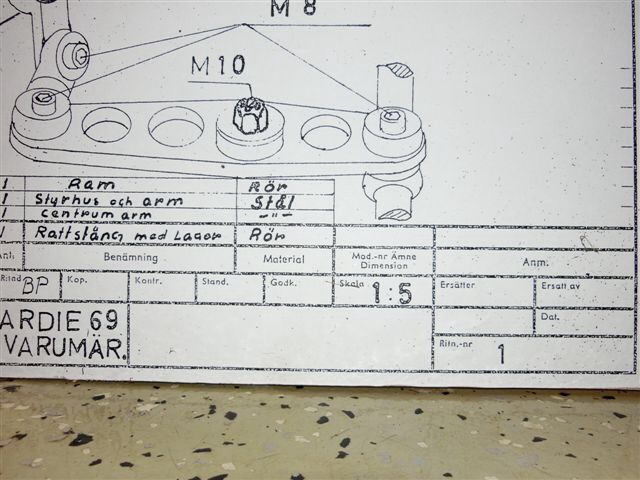 M 8
M10
1 Ram Rör
1 Styrhus och arm Stål
1 centrum arm -"-
1 Rattstång med Lager Rör
Ant. Benämning Material Mod.-nr Ämne Dimension Anm.
Ritad BP Kop. Kontr. Stand. Godk. Skala 1:5 Ersätter Ersatt av
Dat.
ARDIE 69
VARUMÄR.
Ritn.-nr 1